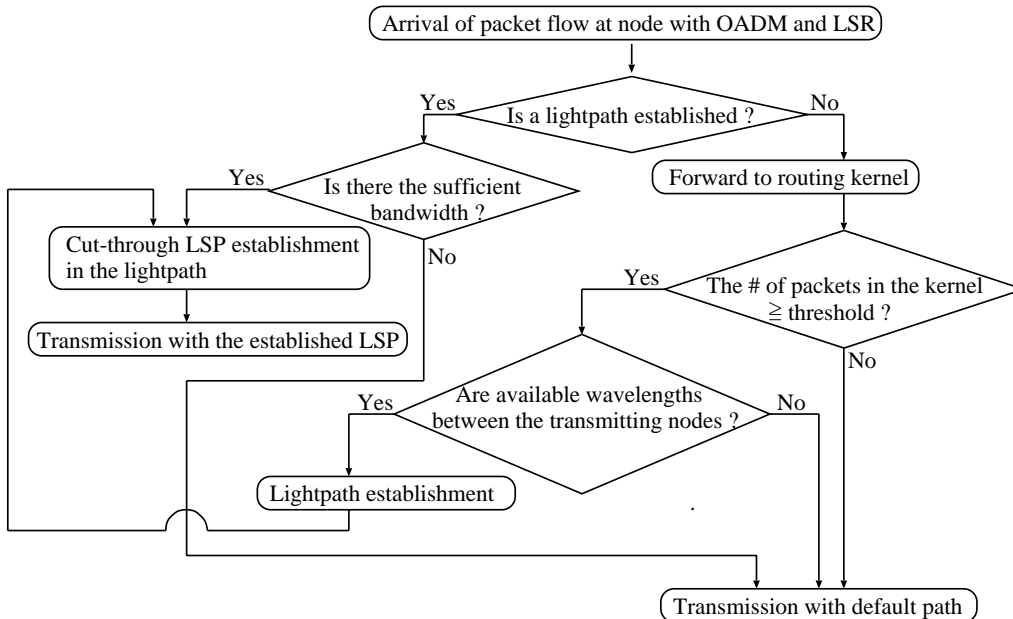 Arrival of packet flow at node with OADM and LSR
Yes
No
Is a lightpath established ?
Yes
Is there the sufficient
bandwidth ?
Forward to routing kernel
Cut-through LSP establishment
in the lightpath
No
Yes
The # of packets in the kernel
≧ threshold ?
Transmission with the established LSP
No
Yes
Are available wavelengths
between the transmitting nodes ?
No
Lightpath establishment
Transmission with default path